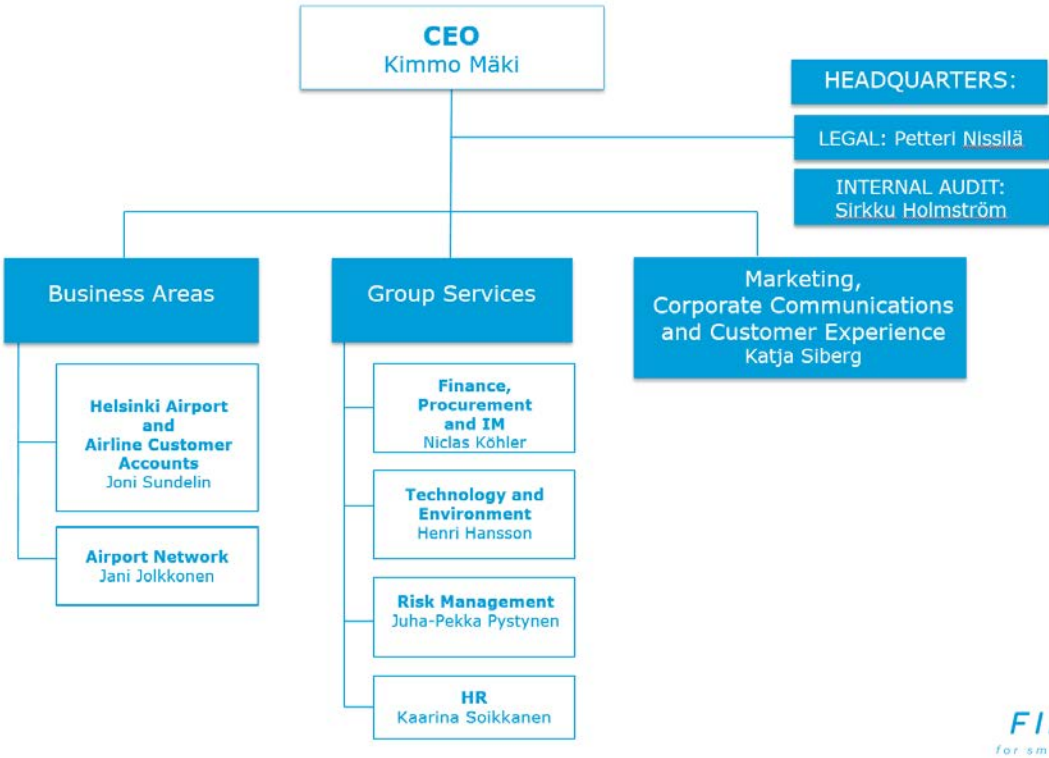 CEO
Kimmo Mäki
HEADQUARTERS:
LEGAL: Petteri Nissilä
INTERNAL AUDIT:
Sirkku Holmström
Business Areas
Group Services
Marketing,
Corporate Communications
and Customer Experience
Katja Siberg
Helsinki Airport
and
Airline Customer
Accounts
Joni Sundelin
Airport Network
Jani Jolkkonen
Finance,
Procurement
and IM
Niclas Köhler
Technology and
Environment
Henri Hansson
Risk Management
Juha-Pekka Pystynen
HR
Kaarina Soikkanen
for